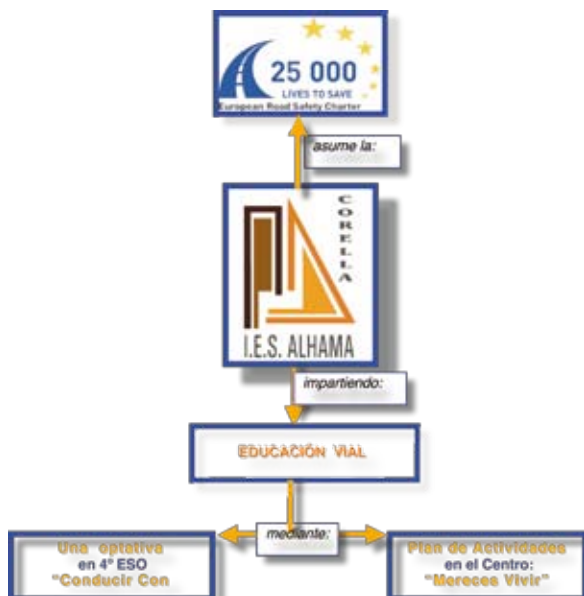 25 000
LIVES TO SAVE
European Road Safety Charter
asume la:
CORELLA
I.E.S. ALHAMA
impartiendo:
EDUCACIÓN VIAL
mediante:
Una optativa
en 4º ESO
"Conducir Con
Plan de Actividades
en el Centro:
"Mereces Vivir"